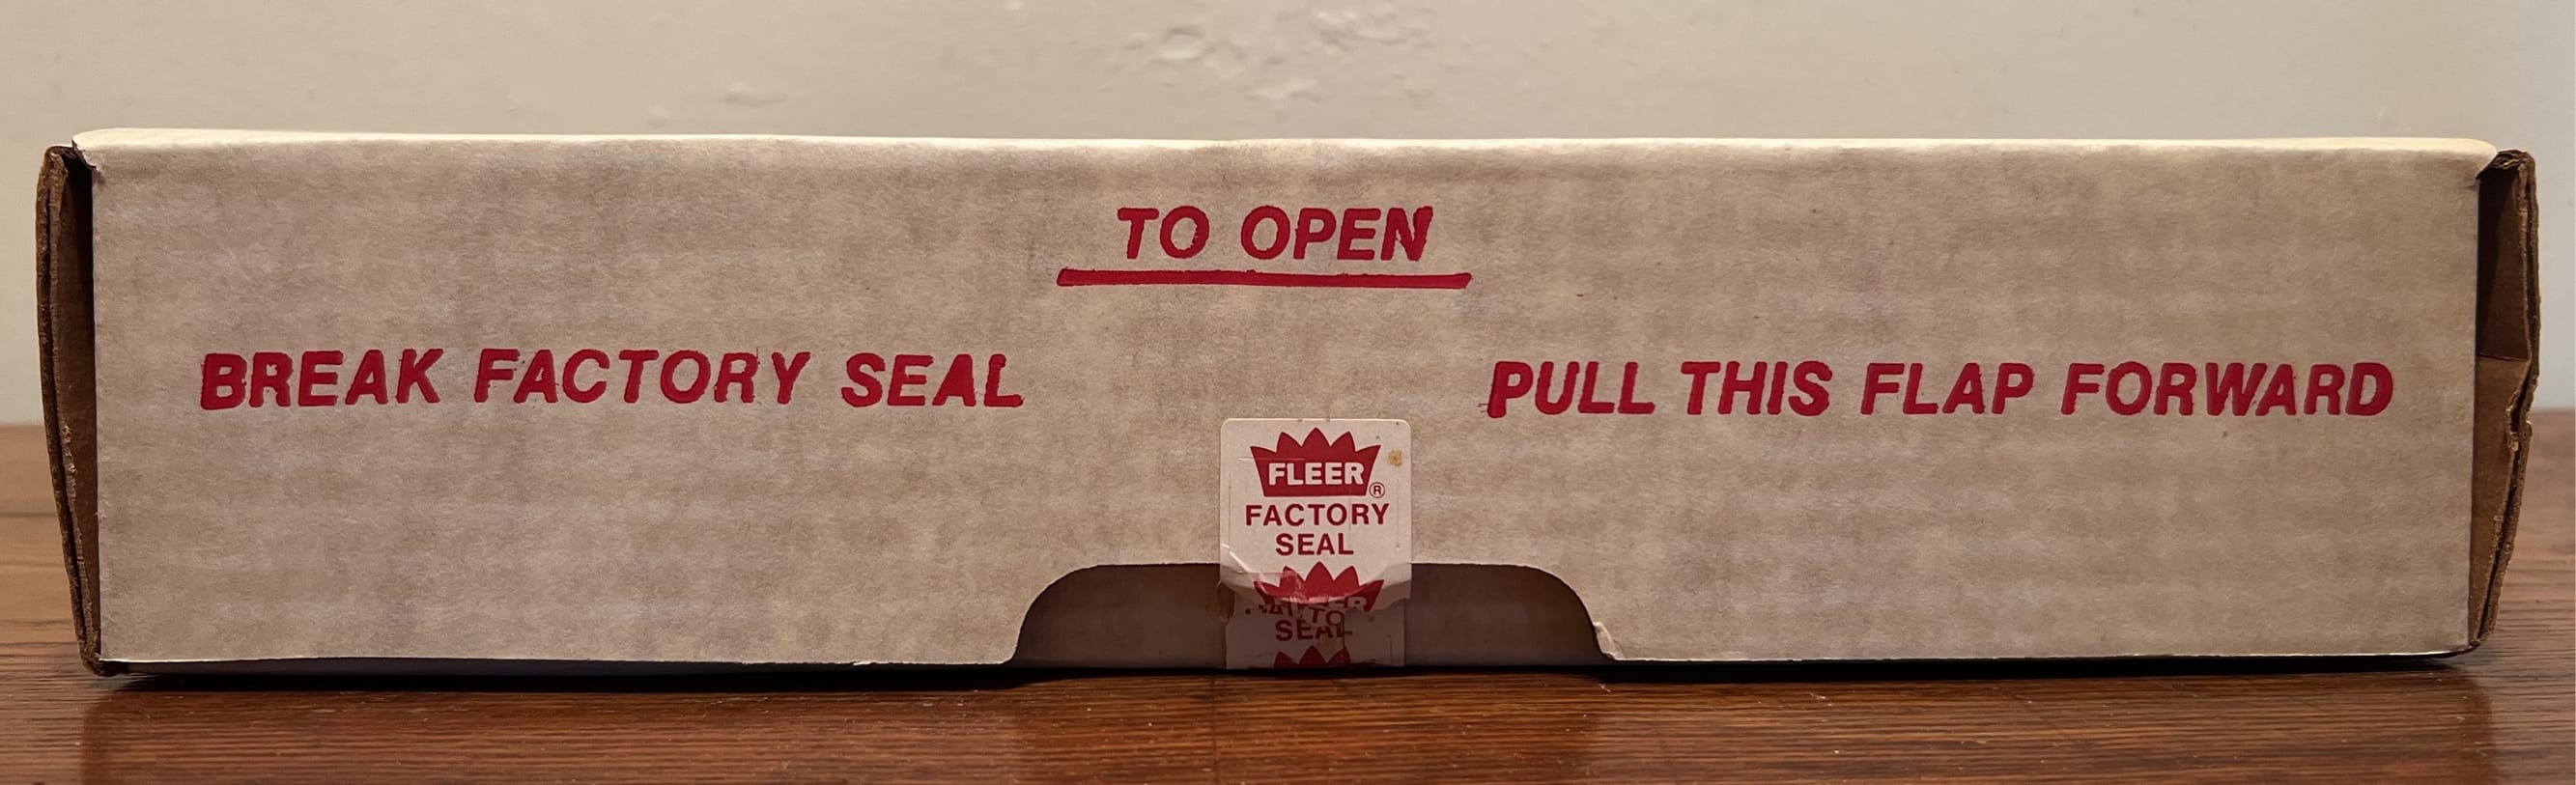 TO OPEN
BREAK FACTORY SEAL
PULL THIS FLAP FORWARD
FLEER®
FACTORY
SEAL
SEAL